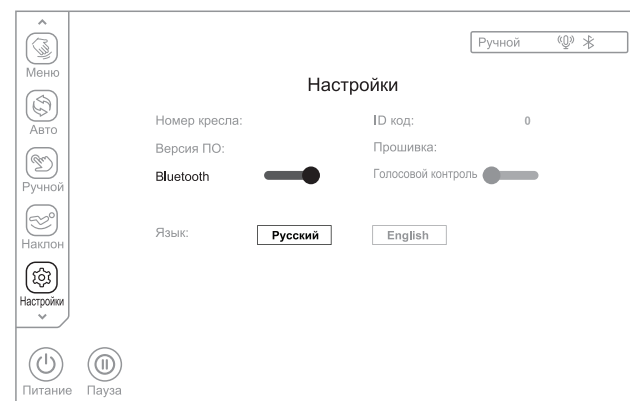 Ручной
Меню
Авто
Ручной
Наклон
Настройки
Питание
Пауза
Настройки
Номер кресла:
ID код: 0
Версия ПО:
Прошивка:
Bluetooth
Голосовой контроль
Язык:
Русский
English